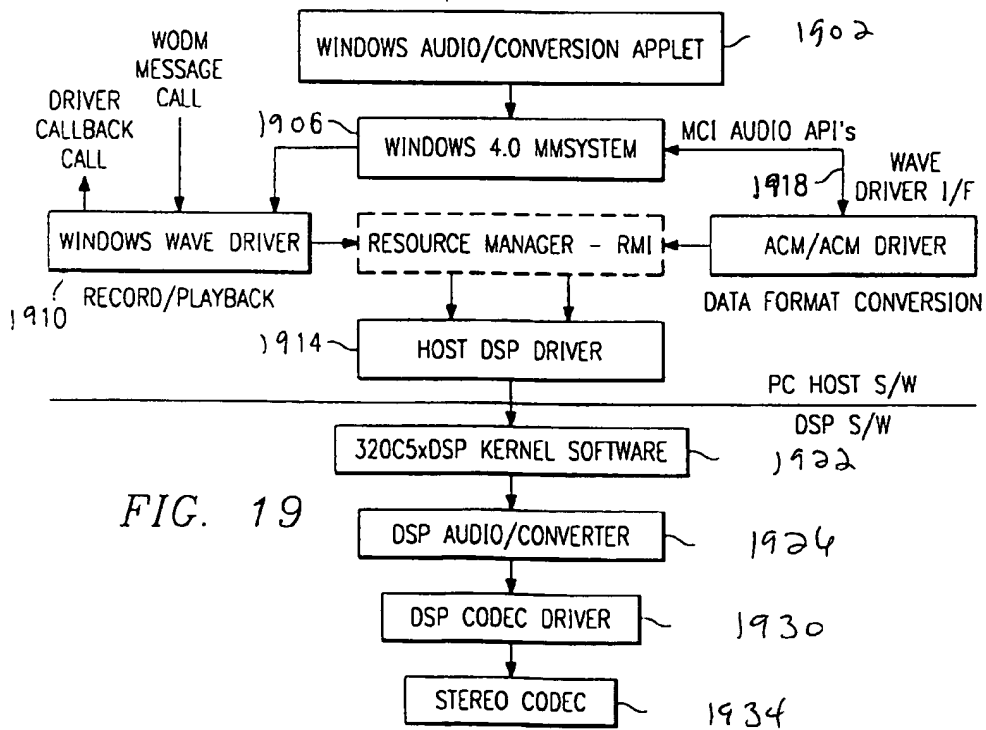 WINDOWS AUDIO/CONVERSION APPLET
1902
WODM
MESSAGE
CALL
DRIVER
CALLBACK
CALL
1906
WINDOWS 4.0 MMSYSTEM
MCI AUDIO API's
1918
WAVE
DRIVER I/F
WINDOWS WAVE DRIVER
RESOURCE MANAGER - RMI
ACM/ACM DRIVER
1910
RECORD/PLAYBACK
DATA FORMAT CONVERSION
1914
HOST DSP DRIVER
PC HOST S/W
DSP S/W
320C5xDSP KERNEL SOFTWARE
1922
FIG. 19
DSP AUDIO/CONVERTER
1926
DSP CODEC DRIVER
1930
STEREO CODEC
1934